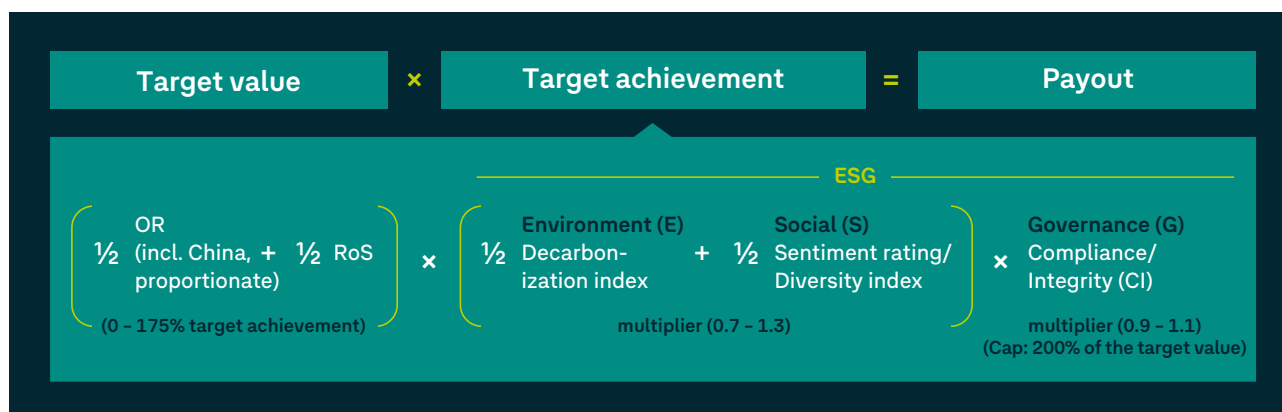 Target value × Target achievement = Payout
ESG
½ OR (incl. China, proportionate) + ½ RoS
(0 – 175% target achievement)
×
½ Environment (E)
Decarbon-
ization index
+
½ Social (S)
Sentiment rating/
Diversity index
multiplier (0.7 – 1.3)
×
Governance (G)
Compliance/
Integrity (CI)
multiplier (0.9 – 1.1)
(Cap: 200% of the target value)